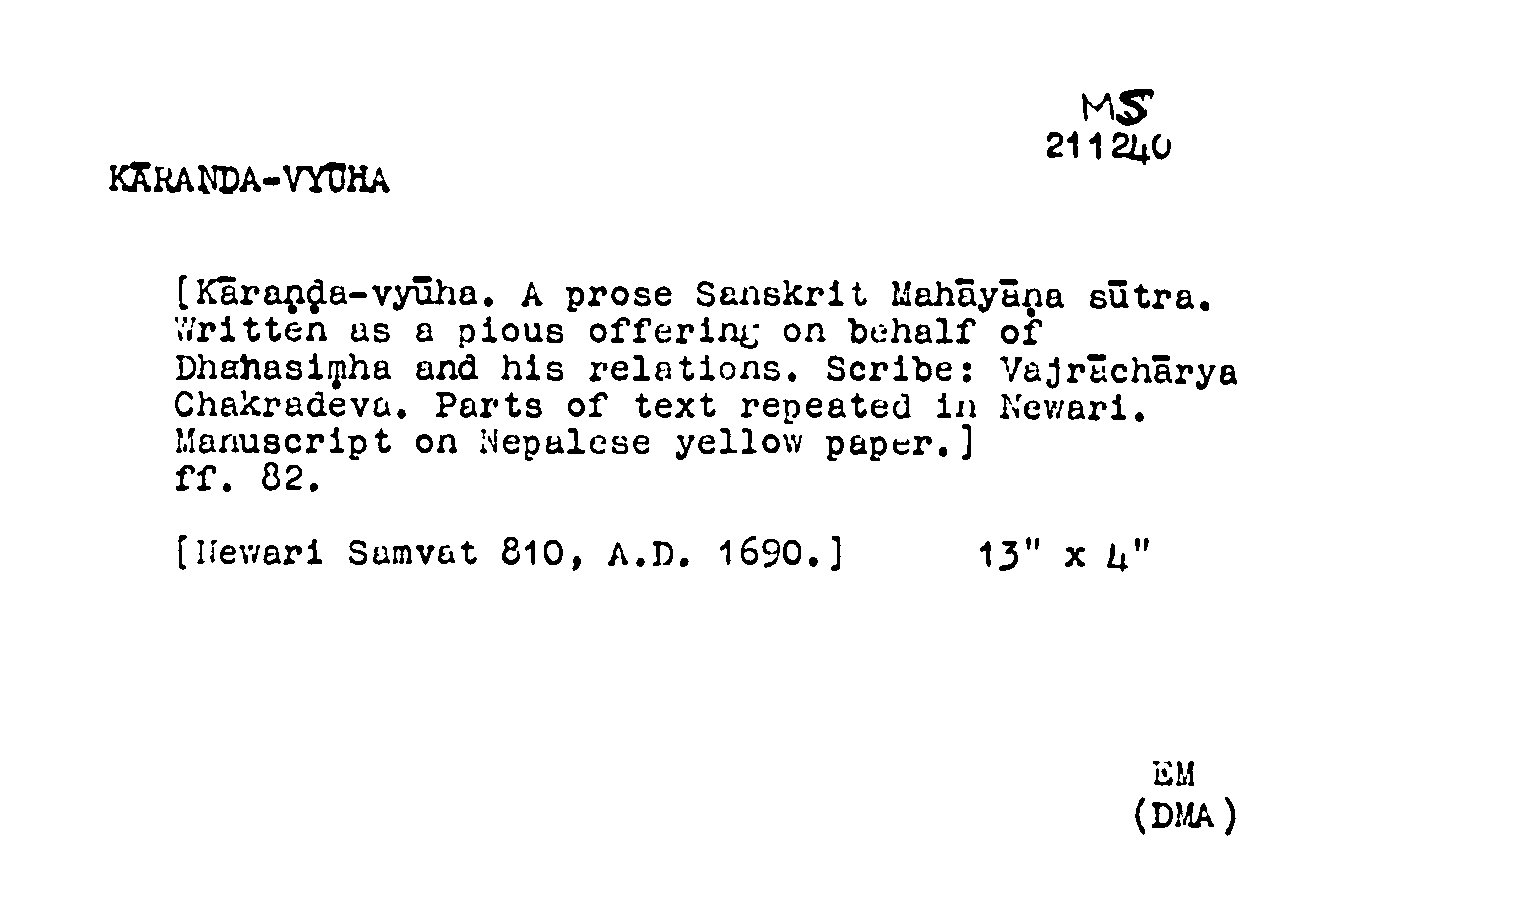 MS
211240
KĀRANDA-VYŪHA
[Kāraṇḍa-vyūha. A prose Sanskrit Mahāyāṇa sūtra.
Written as a pious offering on behalf of
Dhahasiṃha and his relations. Scribe: Vajrāchārya
Chakradeva. Parts of text repeated in Newari.
Manuscript on Nepalese yellow paper.]
ff. 82.
[Newari Samvat 810, A.D. 1690.] 13" x 4"
EM
(DMA)